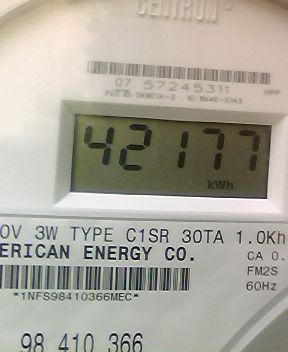 CENTRON®
07 57245311
42177
kWh
0V 3W TYPE C1SR 30TA 1.0Kh
ERICAN ENERGY CO.
CA 0.
FM2S
60Hz
*1NFS98410366MEC*
98 410 366